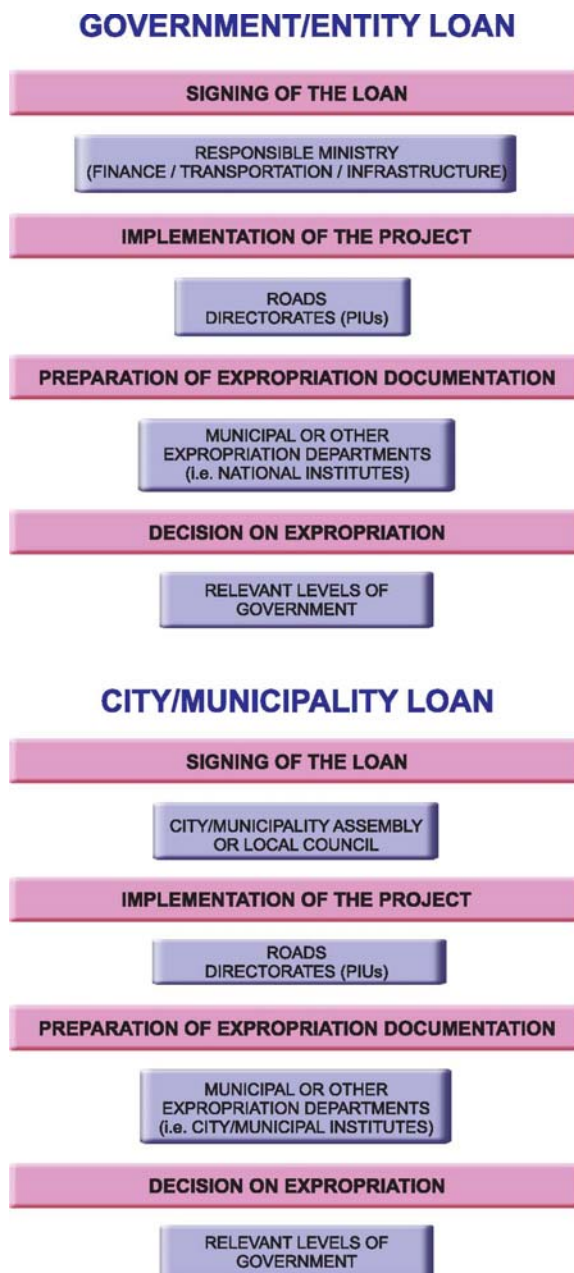 GOVERNMENT/ENTITY LOAN
SIGNING OF THE LOAN
RESPONSIBLE MINISTRY
(FINANCE / TRANSPORTATION / INFRASTRUCTURE)
IMPLEMENTATION OF THE PROJECT
ROADS
DIRECTORATES (PIUs)
PREPARATION OF EXPROPRIATION DOCUMENTATION
MUNICIPAL OR OTHER
EXPROPRIATION DEPARTMENTS
(i.e. NATIONAL INSTITUTES)
DECISION ON EXPROPRIATION
RELEVANT LEVELS OF
GOVERNMENT
CITY/MUNICIPALITY LOAN
SIGNING OF THE LOAN
CITY/MUNICIPALITY ASSEMBLY
OR LOCAL COUNCIL
IMPLEMENTATION OF THE PROJECT
ROADS
DIRECTORATES (PIUs)
PREPARATION OF EXPROPRIATION DOCUMENTATION
MUNICIPAL OR OTHER
EXPROPRIATION DEPARTMENTS
(i.e. CITY/MUNICIPAL INSTITUTES)
DECISION ON EXPROPRIATION
RELEVANT LEVELS OF
GOVERNMENT